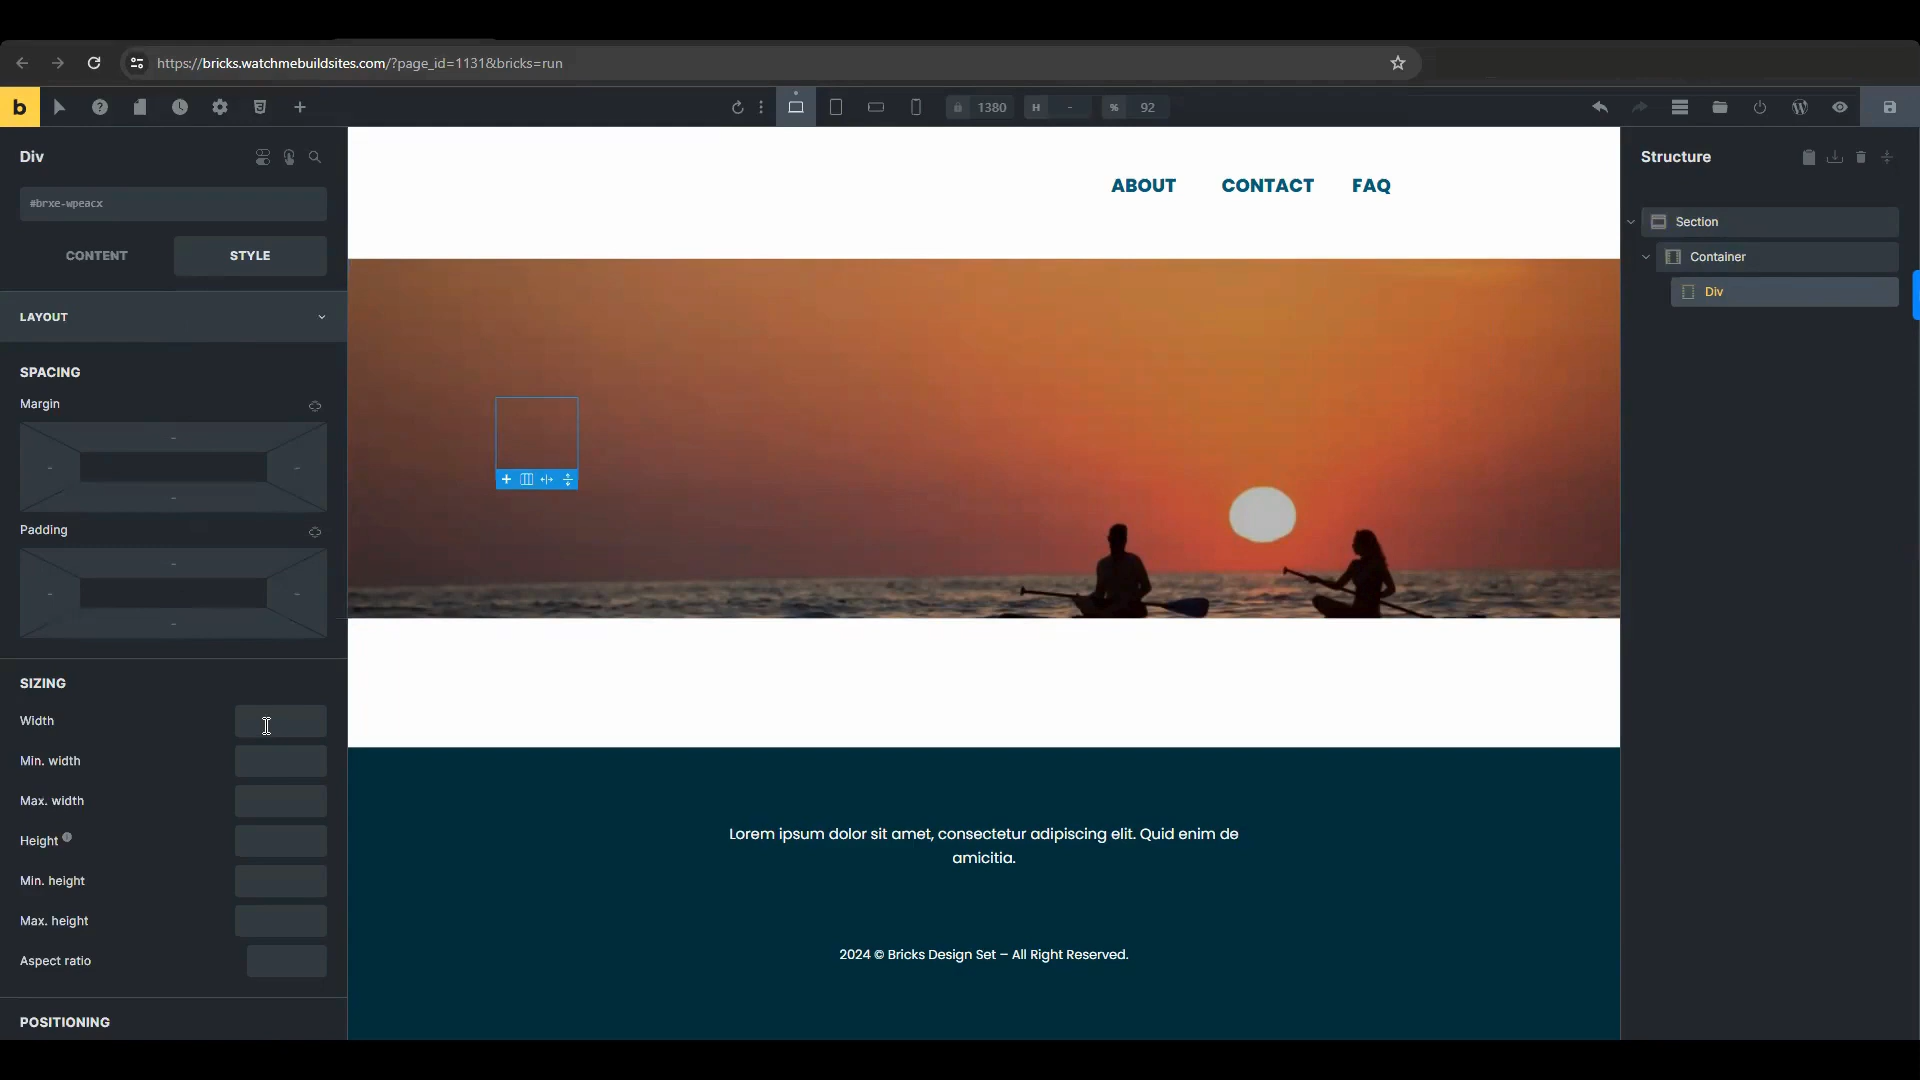 https://bricks.watchmebuildsites.com/?page_id=1131&bricks=run
b
1380
H
-
%
92
Div
#brxe-wpeacx
CONTENT
STYLE
LAYOUT
SPACING
Margin
-
-
-
-
Padding
-
-
-
-
SIZING
Width
Min. width
Max. width
Height
Min. height
Max. height
Aspect ratio
POSITIONING
ABOUT CONTACT FAQ
Lorem ipsum dolor sit amet, consectetur adipiscing elit. Quid enim de
amicitia.
2024 © Bricks Design Set – All Right Reserved.
Structure
Section
Container
Div